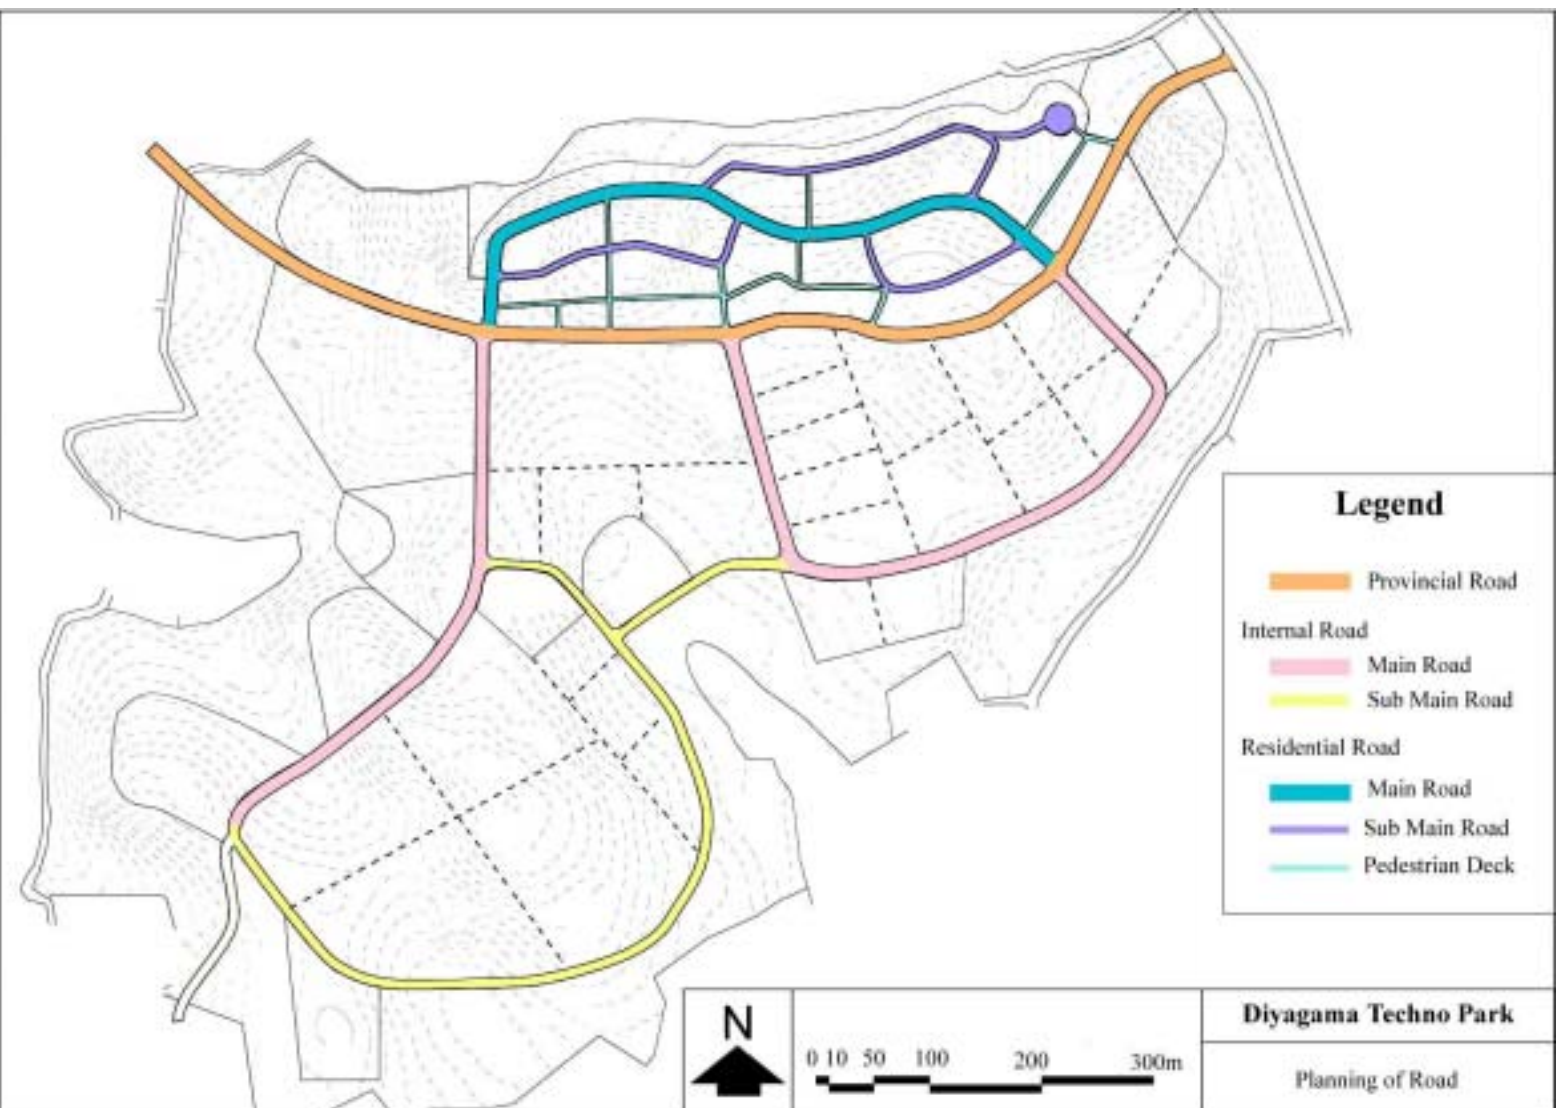 Legend
Provincial Road
Internal Road
Main Road
Sub Main Road
Residential Road
Main Road
Sub Main Road
Pedestrian Deck
N
0 10 50 100 200 300m
Diyagama Techno Park
Planning of Road